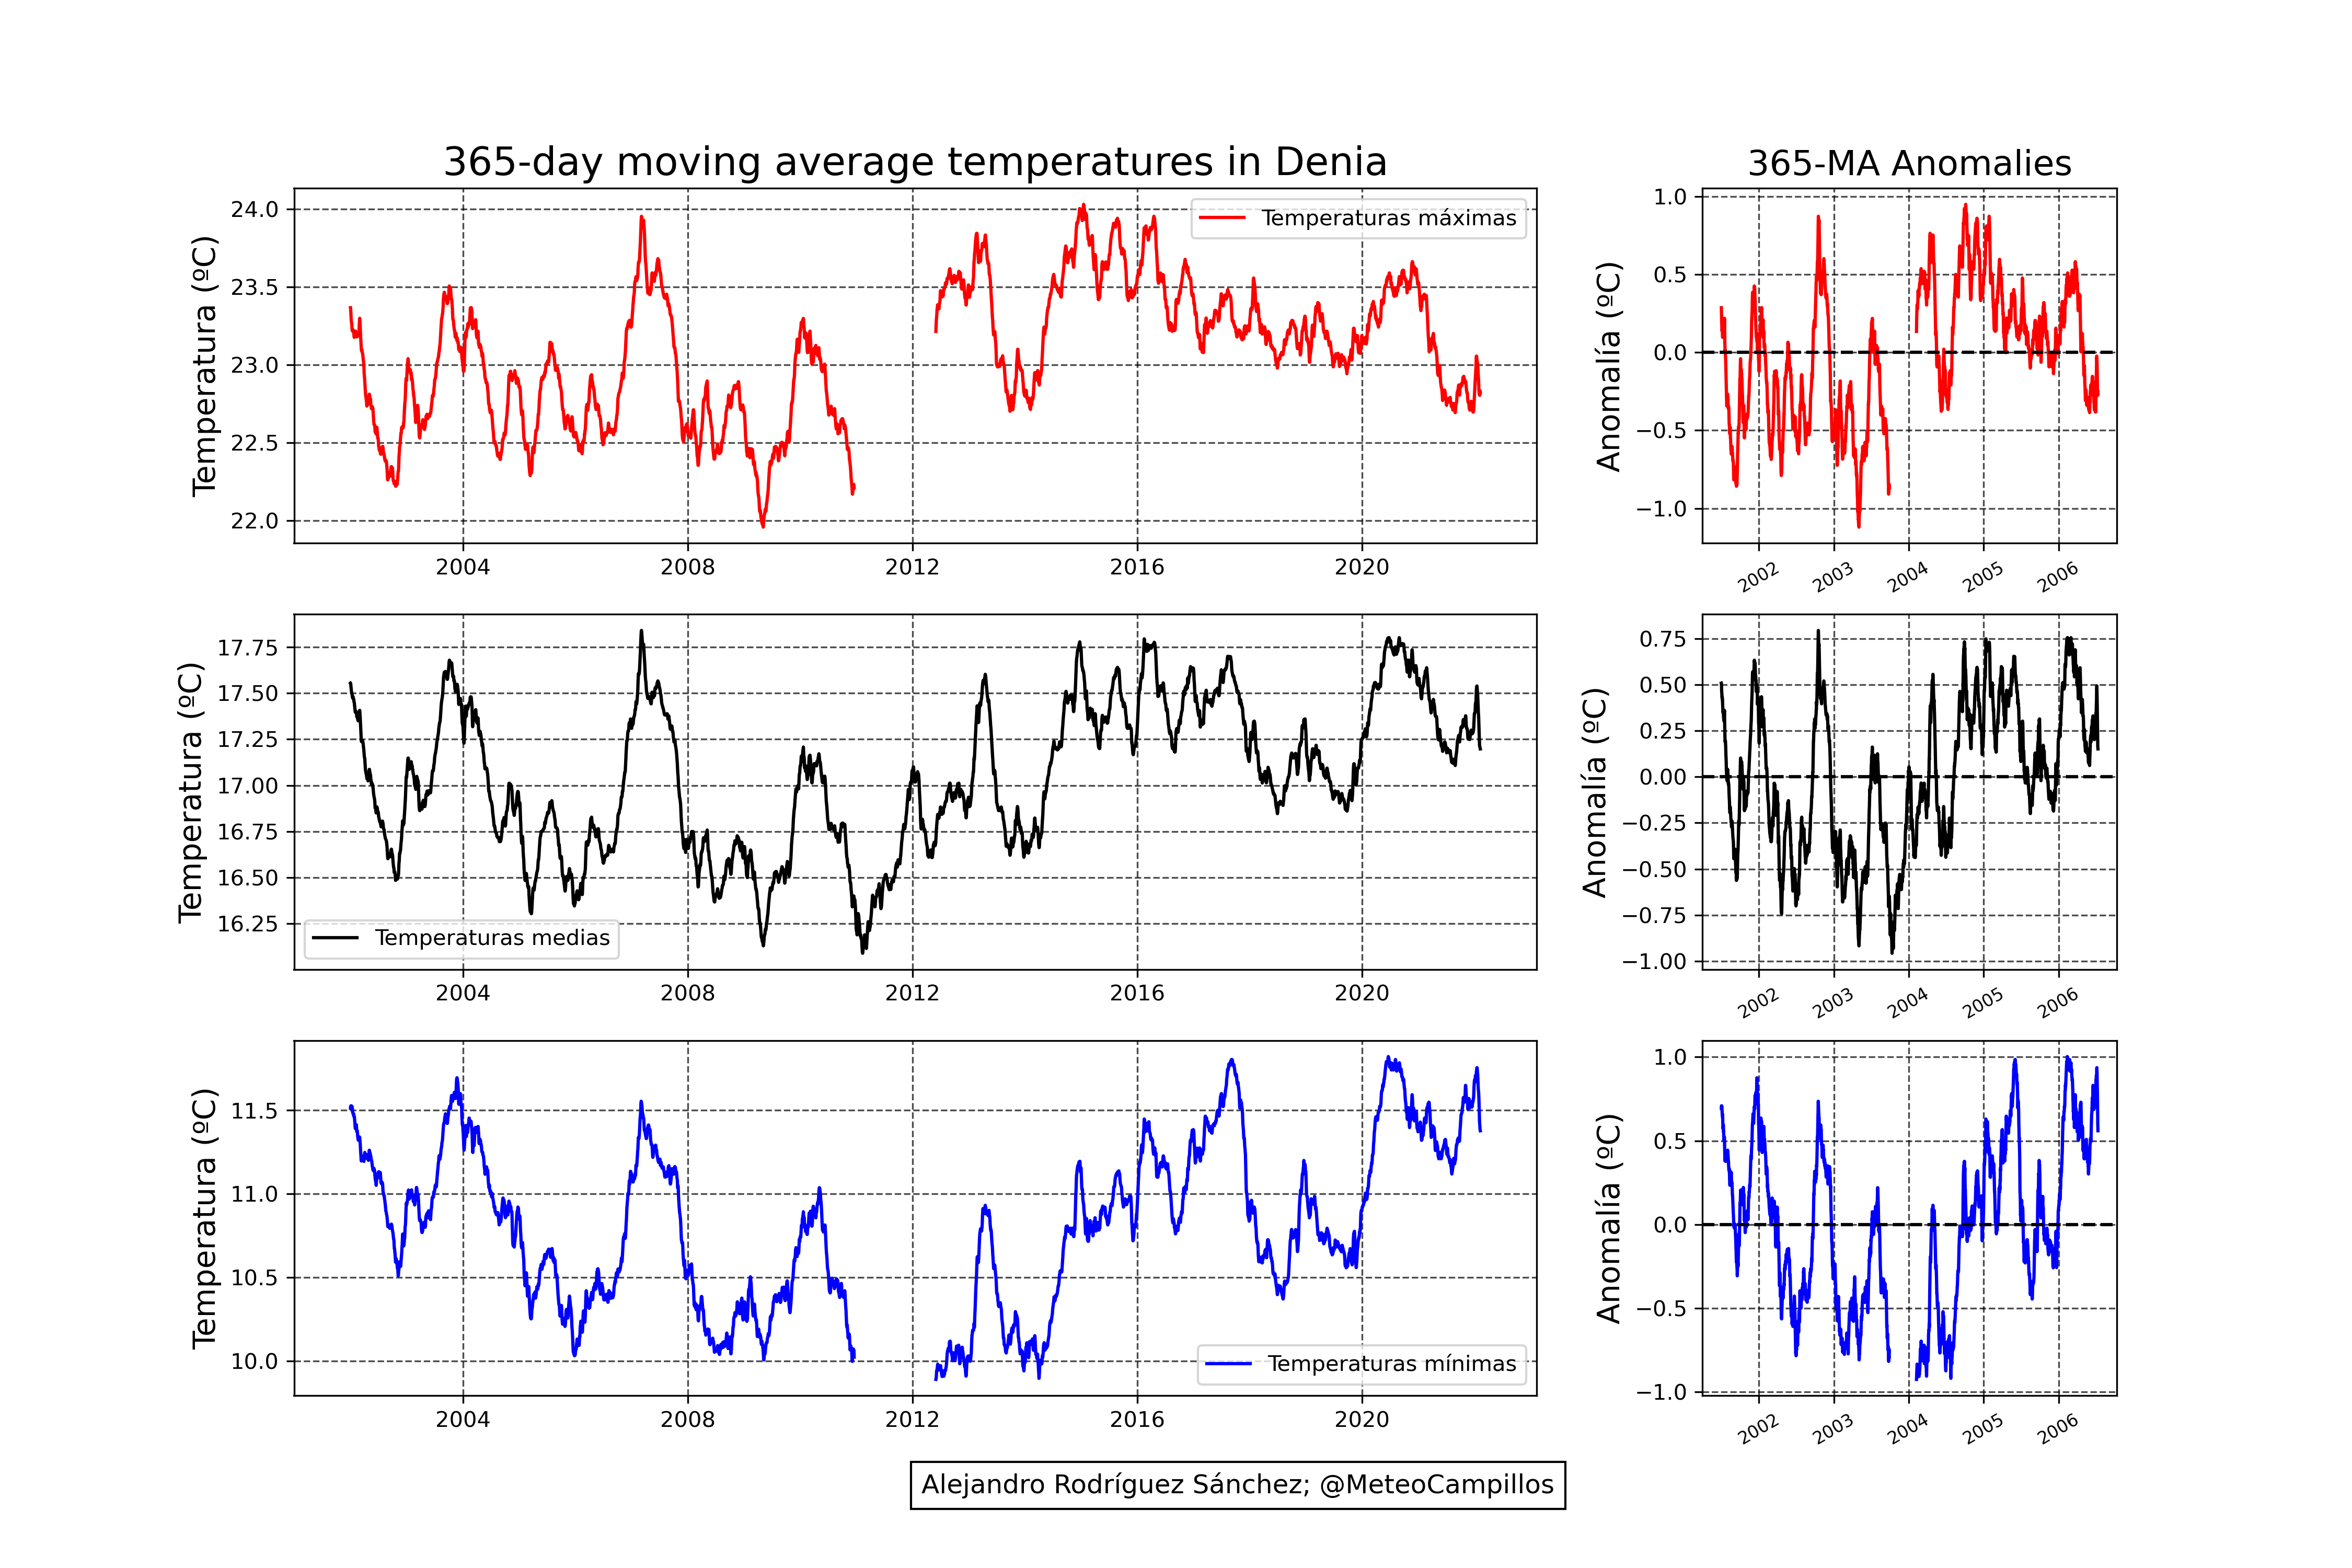 365-day moving average temperatures in Denia
Temperatura (ºC)
24.0
23.5
23.0
22.5
22.0
Temperaturas máximas
2004 2008 2012 2016 2020
365-MA Anomalies
Anomalía (ºC)
1.0
0.5
0.0
−0.5
−1.0
2002 2003 2004 2005 2006
Temperatura (ºC)
17.75
17.50
17.25
17.00
16.75
16.50
16.25
Temperaturas medias
2004 2008 2012 2016 2020
Anomalía (ºC)
0.75
0.50
0.25
0.00
−0.25
−0.50
−0.75
−1.00
2002 2003 2004 2005 2006
Temperatura (ºC)
11.5
11.0
10.5
10.0
Temperaturas mínimas
2004 2008 2012 2016 2020
Anomalía (ºC)
1.0
0.5
0.0
−0.5
−1.0
2002 2003 2004 2005 2006
Alejandro Rodríguez Sánchez; @MeteoCampillos